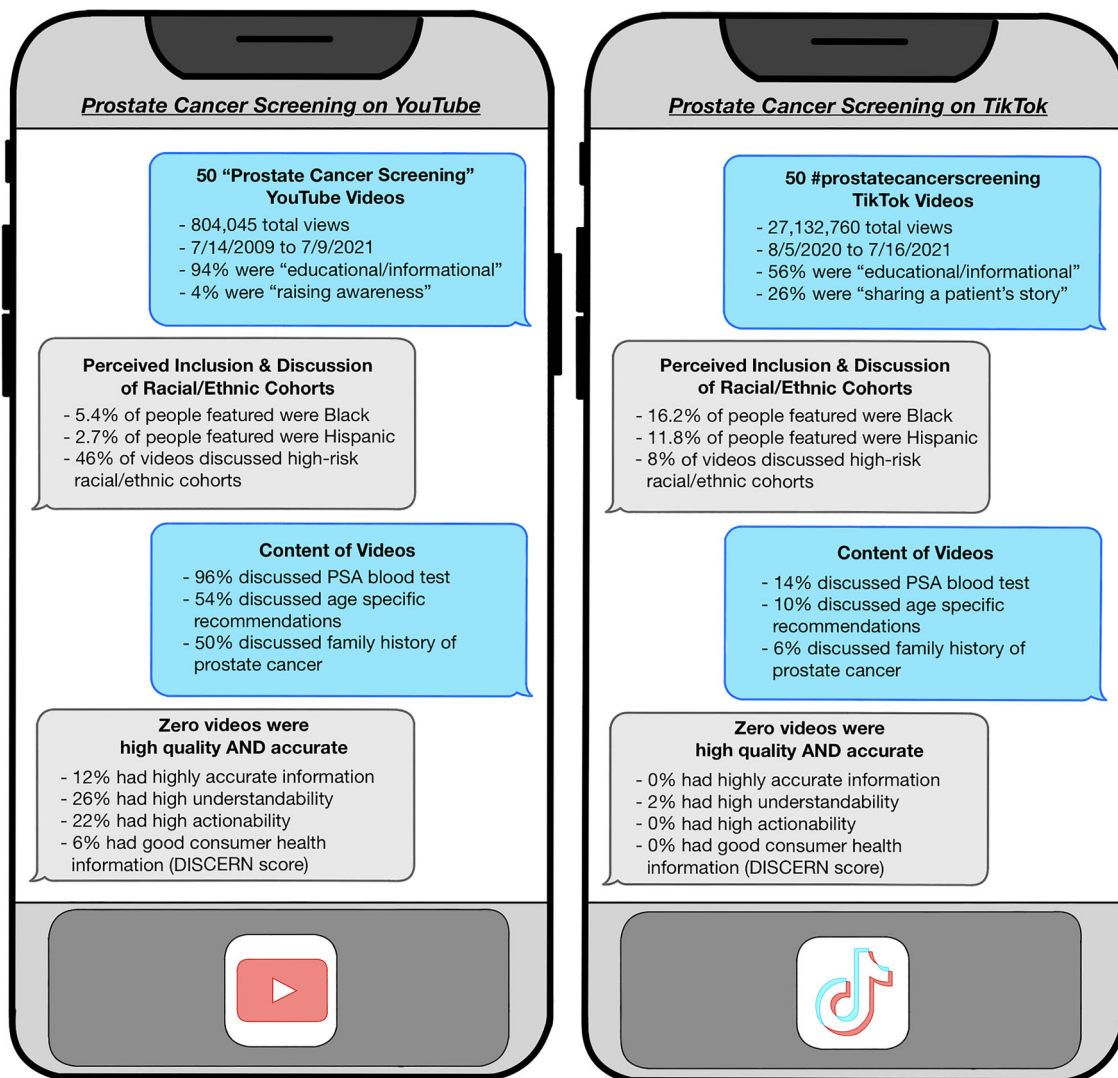 Prostate Cancer Screening on YouTube
50 “Prostate Cancer Screening”
YouTube Videos
- 804,045 total views
- 7/14/2009 to 7/9/2021
- 94% were “educational/informational”
- 4% were “raising awareness”
Perceived Inclusion & Discussion
of Racial/Ethnic Cohorts
- 5.4% of people featured were Black
- 2.7% of people featured were Hispanic
- 46% of videos discussed high-risk
racial/ethnic cohorts
Content of Videos
- 96% discussed PSA blood test
- 54% discussed age specific
recommendations
- 50% discussed family history of
prostate cancer
Zero videos were
high quality AND accurate
- 12% had highly accurate information
- 26% had high understandability
- 22% had high actionability
- 6% had good consumer health
information (DISCERN score)
Prostate Cancer Screening on TikTok
50 #prostatecancerscreening
TikTok Videos
- 27,132,760 total views
- 8/5/2020 to 7/16/2021
- 56% were “educational/informational”
- 26% were “sharing a patient’s story”
Perceived Inclusion & Discussion
of Racial/Ethnic Cohorts
- 16.2% of people featured were Black
- 11.8% of people featured were Hispanic
- 8% of videos discussed high-risk
racial/ethnic cohorts
Content of Videos
- 14% discussed PSA blood test
- 10% discussed age specific
recommendations
- 6% discussed family history of
prostate cancer
Zero videos were
high quality AND accurate
- 0% had highly accurate information
- 2% had high understandability
- 0% had high actionability
- 0% had good consumer health
information (DISCERN score)